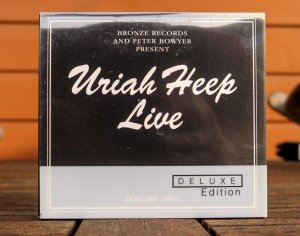 BRONZE RECORDS
AND PETER BOWYER
PRESENT
Uriah Heep
Live
DELUXE
Edition
JANUARY 1973